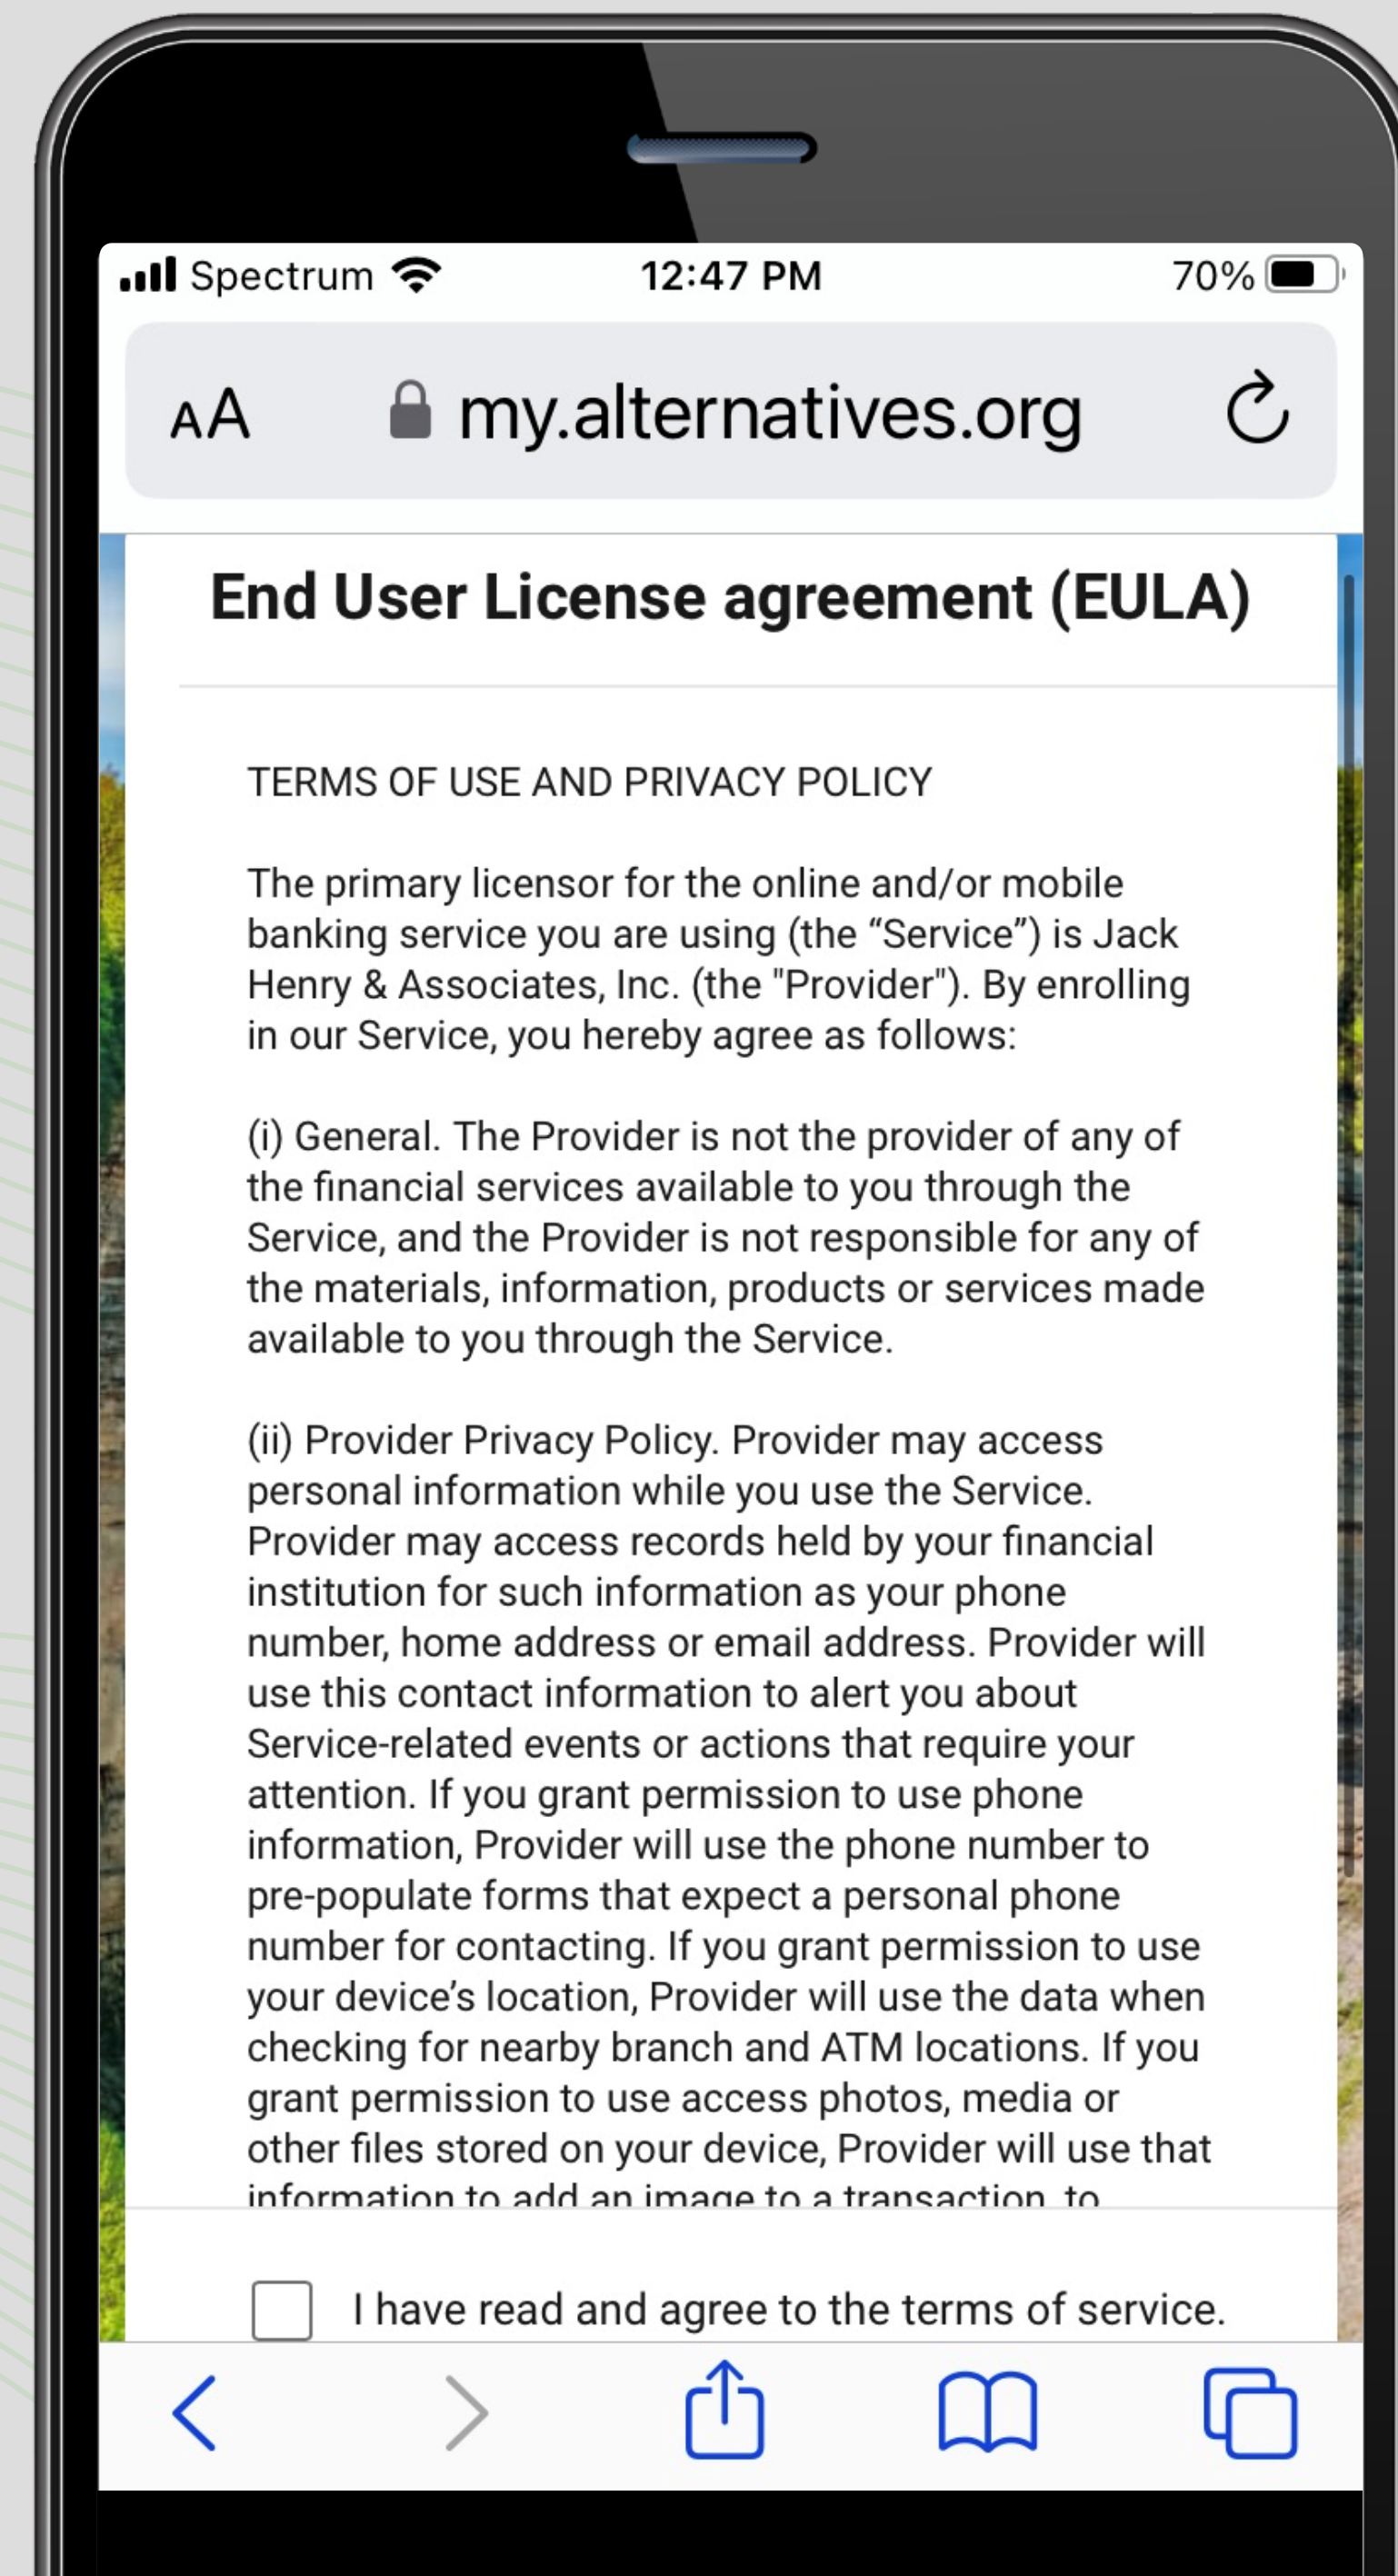 Spectrum 12:47 PM 70%
AA my.alternatives.org
End User License agreement (EULA)
TERMS OF USE AND PRIVACY POLICY
The primary licensor for the online and/or mobile
banking service you are using (the “Service”) is Jack
Henry & Associates, Inc. (the "Provider"). By enrolling
in our Service, you hereby agree as follows:
(i) General. The Provider is not the provider of any of
the financial services available to you through the
Service, and the Provider is not responsible for any of
the materials, information, products or services made
available to you through the Service.
(ii) Provider Privacy Policy. Provider may access
personal information while you use the Service.
Provider may access records held by your financial
institution for such information as your phone
number, home address or email address. Provider will
use this contact information to alert you about
Service-related events or actions that require your
attention. If you grant permission to use phone
information, Provider will use the phone number to
pre-populate forms that expect a personal phone
number for contacting. If you grant permission to use
your device’s location, Provider will use the data when
checking for nearby branch and ATM locations. If you
grant permission to use access photos, media or
other files stored on your device, Provider will use that
information to add an image to a transaction, to
I have read and agree to the terms of service.